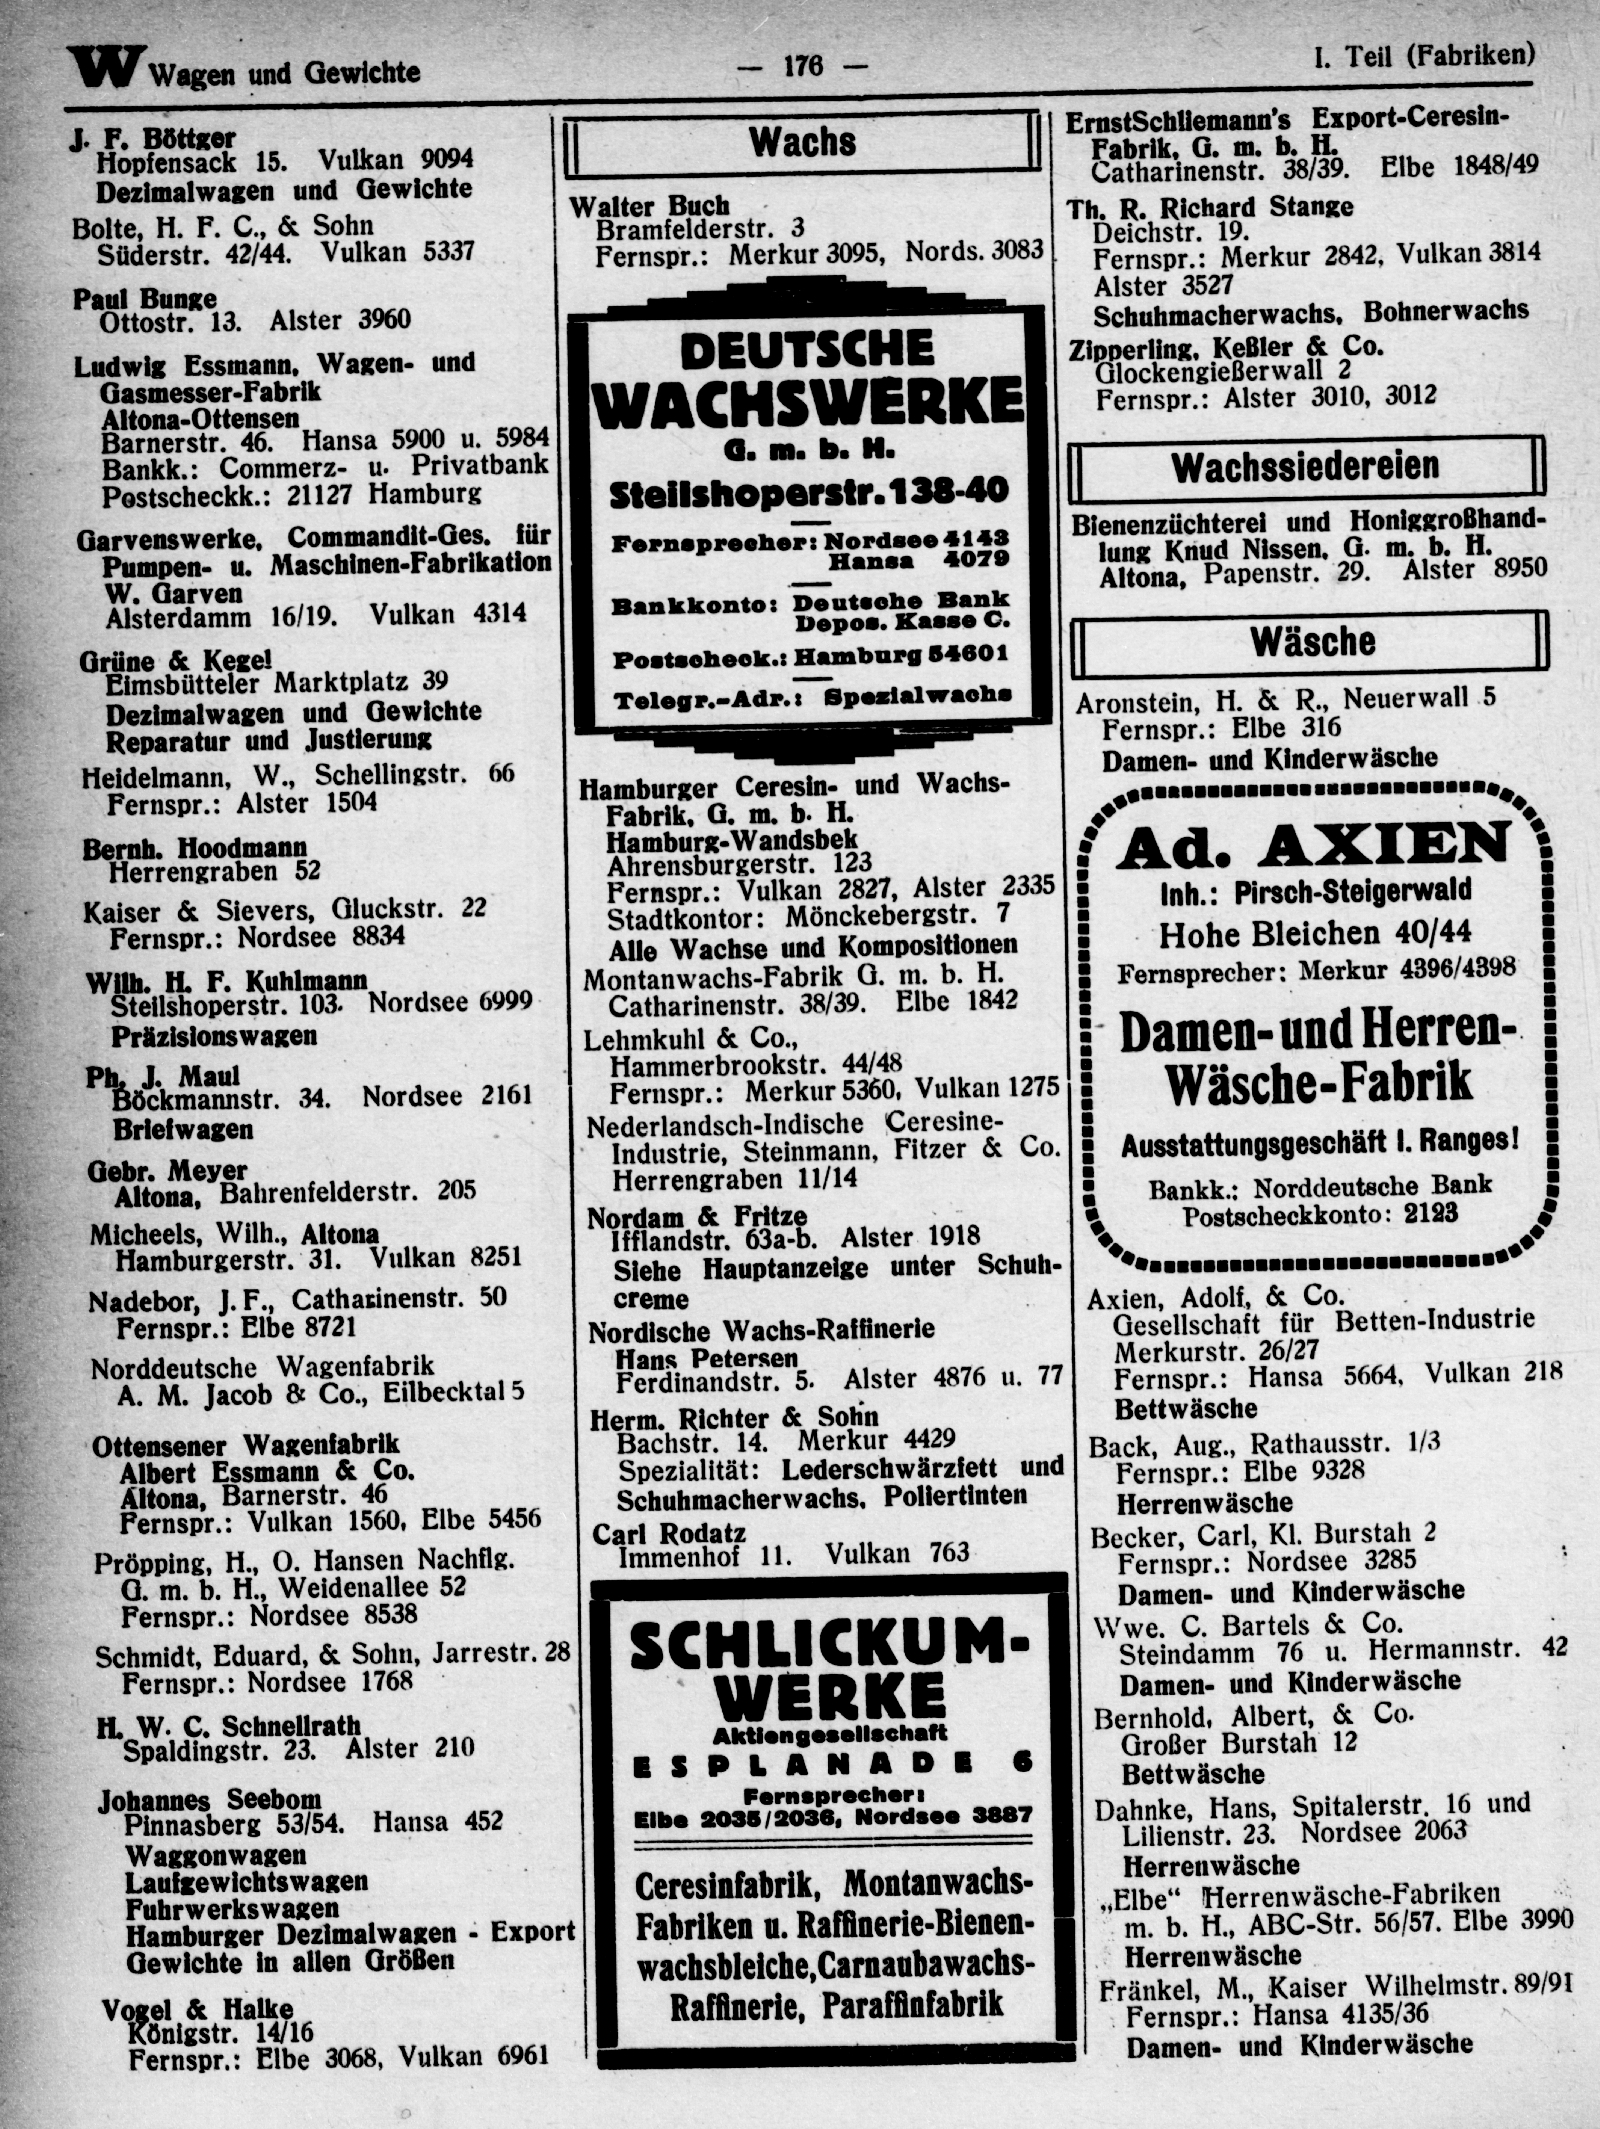 W Wagen und Gewichte
— 176 —
I. Teil (Fabriken)
J. F. Böttger
Hopfensack 15. Vulkan 9094
Dezimalwagen und Gewichte
Bolte, H. F. C., & Sohn
Süderstr. 42/44. Vulkan 5337
Paul Bunge
Ottostr. 13. Alster 3960
Ludwig Essmann, Wagen- und
Gasmesser-Fabrik
Altona-Ottensen
Barnerstr. 46. Hansa 5900 u. 5984
Bankk.: Commerz- u. Privatbank
Postscheckk.: 21127 Hamburg
Garvenswerke, Commandit-Ges. für
Pumpen- u. Maschinen-Fabrikation
W. Garven
Alsterdamm 16/19. Vulkan 4314
Grüne & Kegel
Eimsbütteler Marktplatz 39
Dezimalwagen und Gewichte
Reparatur und Justierung
Heidelmann, W., Schellingstr. 66
Fernspr.: Alster 1504
Bernh. Hoodmann
Herrengraben 52
Kaiser & Sievers, Gluckstr. 22
Fernspr.: Nordsee 8834
Wilh. H. F. Kuhlmann
Steilshoperstr. 103. Nordsee 6999
Präzisionswagen
Ph. J. Maul
Böckmannstr. 34. Nordsee 2161
Briefwagen
Gebr. Meyer
Altona, Bahrenfelderstr. 205
Micheels, Wilh., Altona
Hamburgerstr. 31. Vulkan 8251
Nadebor, J. F., Catharinenstr. 50
Fernspr.: Elbe 8721
Norddeutsche Wagenfabrik
A. M. Jacob & Co., Eilbecktal 5
Ottensener Wagenfabrik
Albert Essmann & Co.
Altona, Barnerstr. 46
Fernspr.: Vulkan 1560, Elbe 5456
Pröpping, H., O. Hansen Nachflg.
G. m. b. H., Weidenallee 52
Fernspr.: Nordsee 8538
Schmidt, Eduard, & Sohn, Jarrestr. 28
Fernspr.: Nordsee 1768
H. W. C. Schnellrath
Spaldingstr. 23. Alster 210
Johannes Seebom
Pinnasberg 53/54. Hansa 452
Waggonwagen
Laufgewichtswagen
Fuhrwerkswagen
Hamburger Dezimalwagen - Export
Gewichte in allen Größen
Vogel & Halke
Königstr. 14/16
Fernspr.: Elbe 3068, Vulkan 6961
Wachs
Walter Buch
Bramfelderstr. 3
Fernspr.: Merkur 3095, Nords. 3083
DEUTSCHE
WACHSWERKE
G. m. b. H.
Steilshoperstr. 138-40
Fernsprecher: Nordsee 4143
Hansa 4079
Bankkonto: Deutsche Bank
Depos. Kasse C.
Postscheck.: Hamburg 54601
Telegr.-Adr.: Spezialwachs
Hamburger Ceresin- und Wachs-
Fabrik, G. m. b. H.
Hamburg-Wandsbek
Ahrensburgerstr. 123
Fernspr.: Vulkan 2827, Alster 2335
Stadtkontor: Mönckebergstr. 7
Alle Wachse und Kompositionen
Montanwachs-Fabrik G. m. b. H.
Catharinenstr. 38/39. Elbe 1842
Lehmkuhl & Co.,
Hammerbrookstr. 44/48
Fernspr.: Merkur 5360, Vulkan 1275
Nederlandsch-Indische Ceresine-
Industrie, Steinmann, Fitzer & Co.
Herrengraben 11/14
Nordam & Fritze
Ifflandstr. 63a-b. Alster 1918
Siehe Hauptanzeige unter Schuh-
creme
Nordische Wachs-Raffinerie
Hans Petersen
Ferdinandstr. 5. Alster 4876 u. 77
Herm. Richter & Sohn
Bachstr. 14. Merkur 4429
Spezialität: Lederschwärzfett und
Schuhmacherwachs, Poliertinten
Carl Rodatz
Immenhof 11. Vulkan 763
SCHLICKUM-
WERKE
Aktiengesellschaft
ESPLANADE 6
Fernsprecher:
Elbe 2035/2036, Nordsee 3887
Ceresinfabrik, Montanwachs-
Fabriken u. Raffinerie-Bienen-
wachsbleiche, Carnaubawachs-
Raffinerie, Paraffinfabrik
Ernst Schliemann's Export-Ceresin-
Fabrik, G. m. b. H.
Catharinenstr. 38/39. Elbe 1848/49
Th. R. Richard Stange
Deichstr. 19.
Fernspr.: Merkur 2842, Vulkan 3814
Alster 3527
Schuhmacherwachs, Bohnerwachs
Zipperling, Keßler & Co.
Glockengießerwall 2
Fernspr.: Alster 3010, 3012
Wachssiedereien
Bienenzüchterei und Honiggroßhand-
lung Knud Nissen, G. m. b. H.
Altona, Papenstr. 29. Alster 8950
Wäsche
Aronstein, H. & R., Neuerwall 5
Fernspr.: Elbe 316
Damen- und Kinderwäsche
Ad. AXIEN
Inh.: Pirsch-Steigerwald
Hohe Bleichen 40/44
Fernsprecher: Merkur 4396/4398
Damen- und Herren-
Wäsche-Fabrik
Ausstattungsgeschäft I. Ranges!
Bankk.: Norddeutsche Bank
Postscheckkonto: 2123
Axien, Adolf, & Co.
Gesellschaft für Betten-Industrie
Merkurstr. 26/27
Fernspr.: Hansa 5664, Vulkan 218
Bettwäsche
Back, Aug., Rathausstr. 1/3
Fernspr.: Elbe 9328
Herrenwäsche
Becker, Carl, Kl. Burstah 2
Fernspr.: Nordsee 3285
Damen- und Kinderwäsche
Wwe. C. Bartels & Co.
Steindamm 76 u. Hermannstr. 42
Damen- und Kinderwäsche
Bernhold, Albert, & Co.
Großer Burstah 12
Bettwäsche
Dahnke, Hans, Spitalerstr. 16 und
Lilienstr. 23. Nordsee 2063
Herrenwäsche
„Elbe“ Herrenwäsche-Fabriken
m. b. H., ABC-Str. 56/57. Elbe 3990
Herrenwäsche
Fränkel, M., Kaiser Wilhelmstr. 89/91
Fernspr.: Hansa 4135/36
Damen- und Kinderwäsche